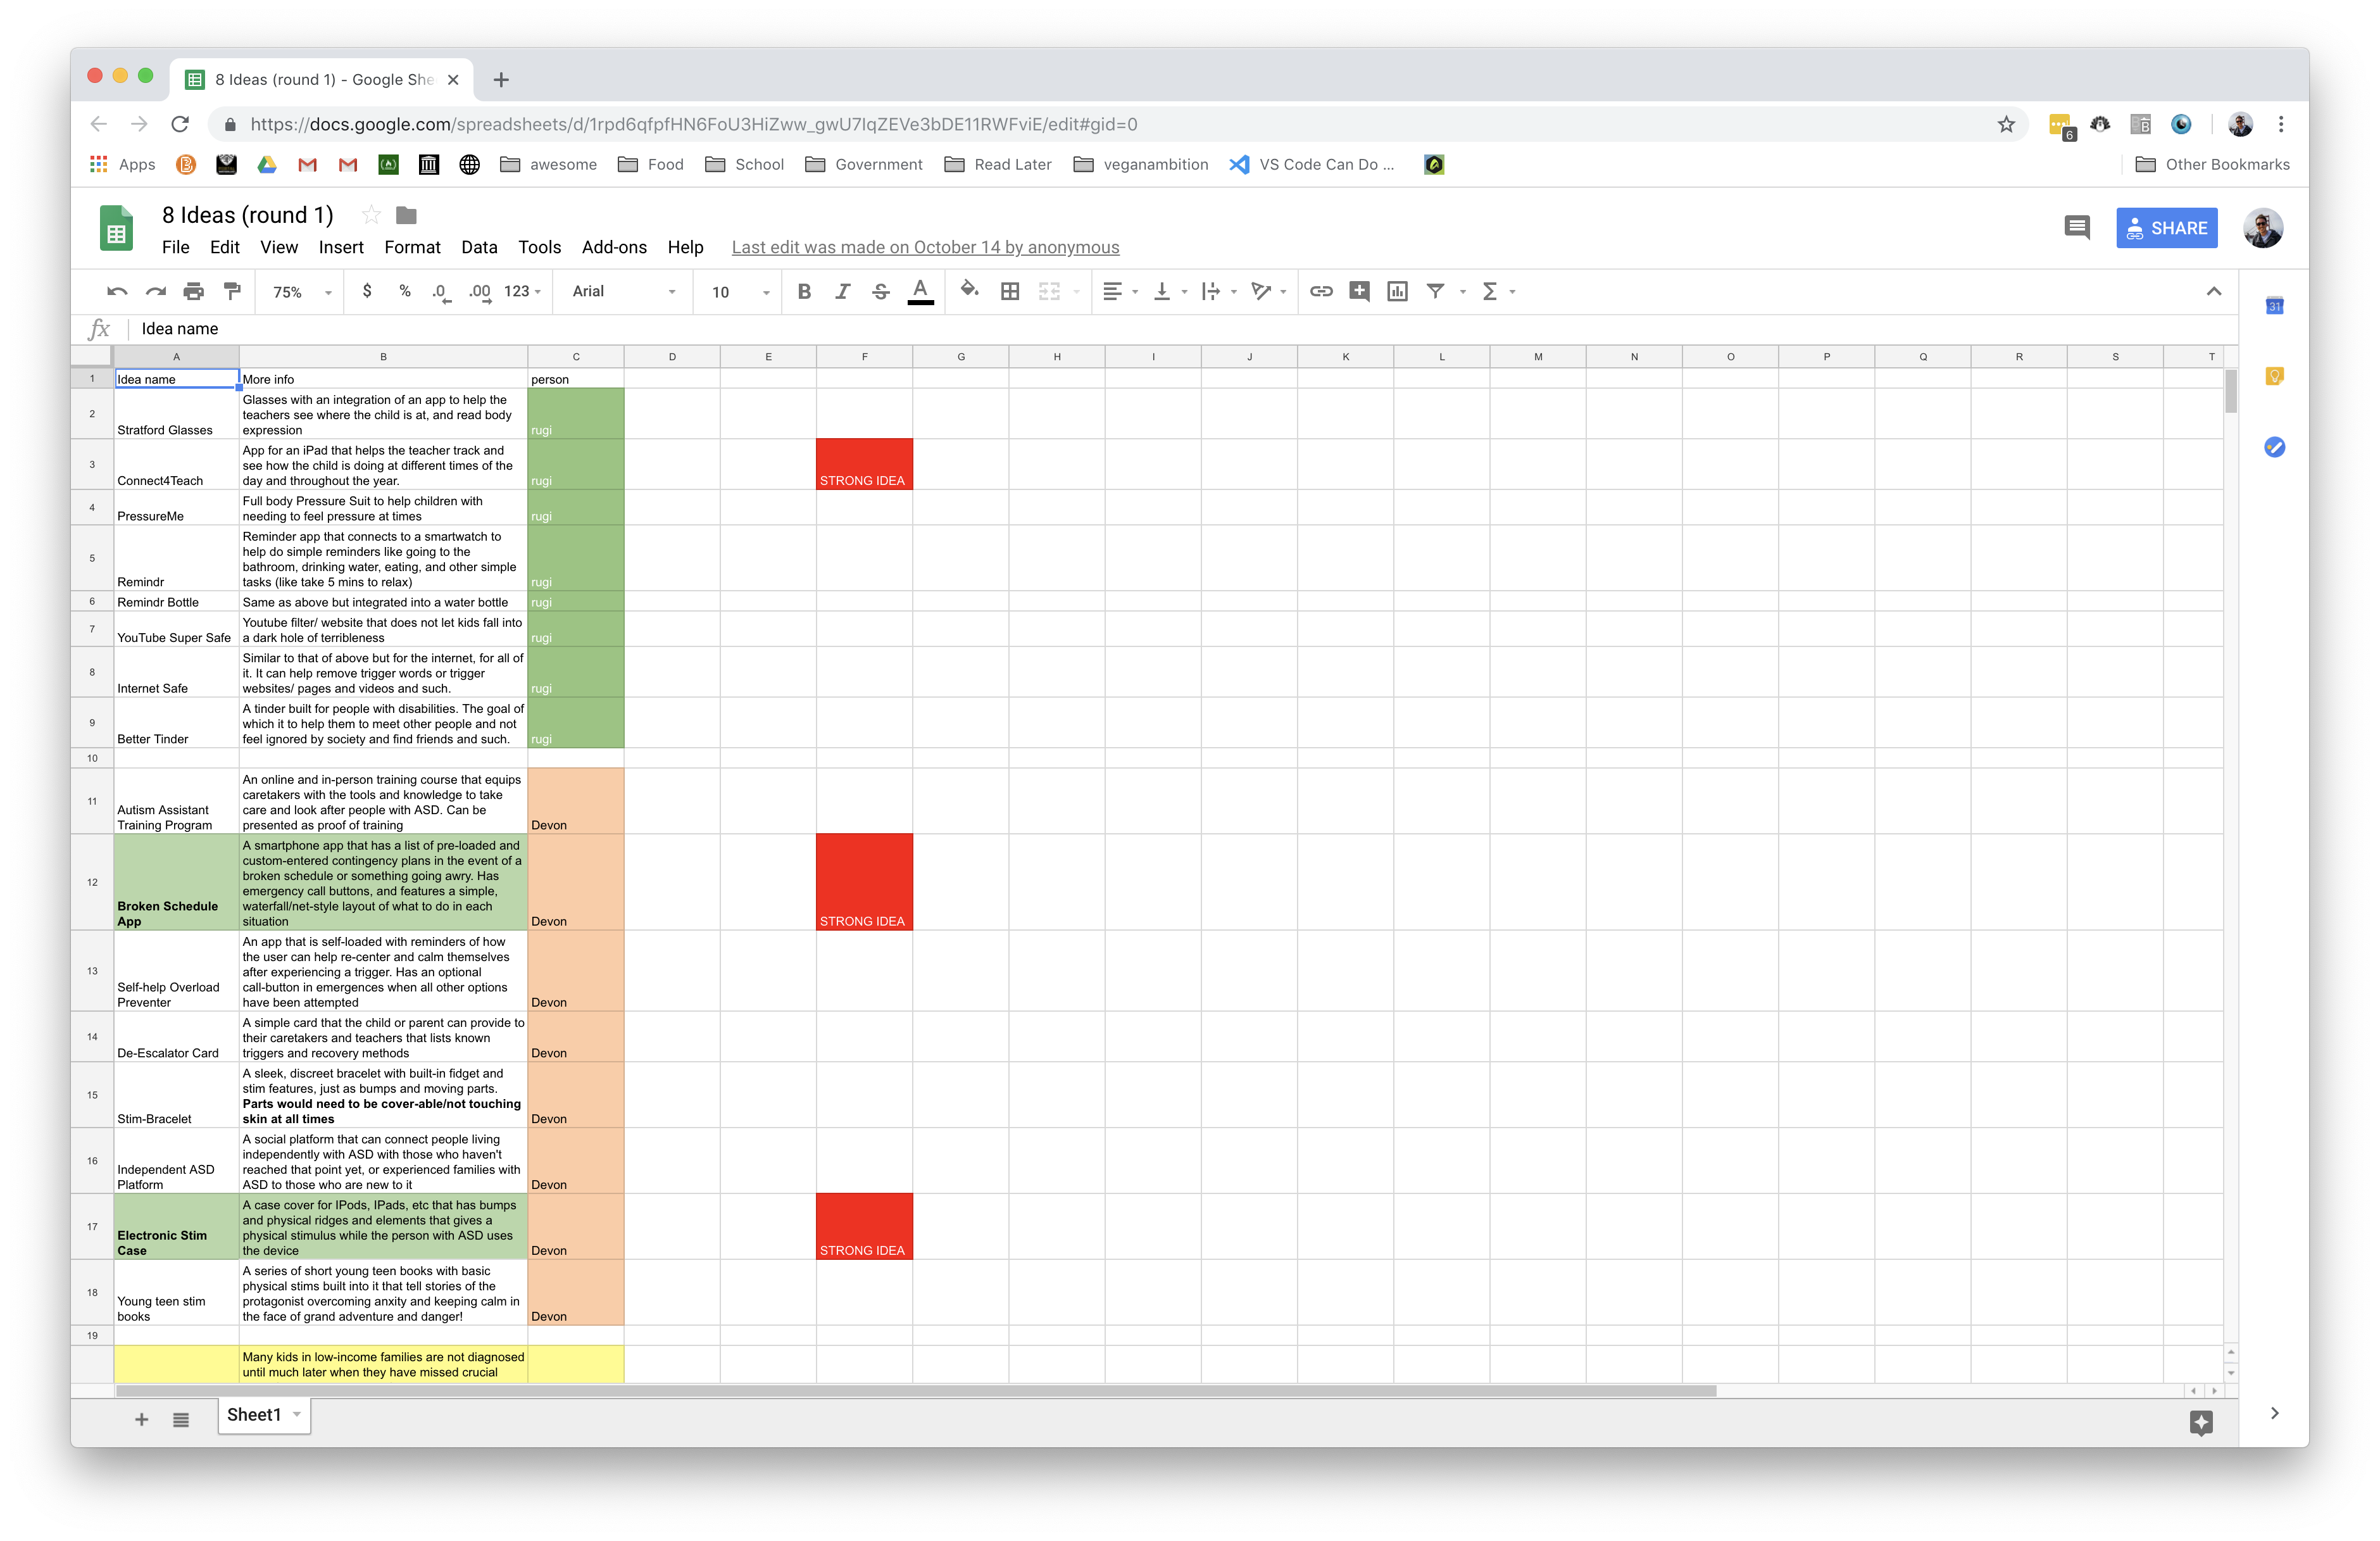 8 Ideas (round 1) - Google She
https://docs.google.com/spreadsheets/d/1rpd6qfpfHN6FoU3HiZww_gwU7lqZEVe3bDE11RWFviE/edit#gid=0
6
Apps awesome Food School Government Read Later veganambition VS Code Can Do ... Other Bookmarks
8 Ideas (round 1)
File Edit View Insert Format Data Tools Add-ons Help Last edit was made on October 14 by anonymous
SHARE
75% $ % .0 .00 123 Arial 10 B I S A
31
fx Idea name
A B C D E F G H I J K L M N O P Q R S T
1 Idea name More info person
Glasses with an integration of an app to help the
2 teachers see where the child is at, and read body
Stratford Glasses expression rugi
App for an iPad that helps the teacher track and
3 see how the child is doing at different times of the
Connect4Teach day and throughout the year. rugi STRONG IDEA
4 Full body Pressure Suit to help children with
PressureMe needing to feel pressure at times rugi
Reminder app that connects to a smartwatch to
5 help do simple reminders like going to the
bathroom, drinking water, eating, and other simple
Remindr tasks (like take 5 mins to relax) rugi
6 Remindr Bottle Same as above but integrated into a water bottle rugi
7 Youtube filter/ website that does not let kids fall into
YouTube Super Safe a dark hole of terribleness rugi
Similar to that of above but for the internet, for all of
8 it. It can help remove trigger words or trigger
Internet Safe websites/ pages and videos and such. rugi
A tinder built for people with disabilities. The goal of
9 which it to help them to meet other people and not
Better Tinder feel ignored by society and find friends and such. rugi
10
An online and in-person training course that equips
11 caretakers with the tools and knowledge to take
Autism Assistant care and look after people with ASD. Can be
Training Program presented as proof of training Devon
A smartphone app that has a list of pre-loaded and
custom-entered contingency plans in the event of a
12 broken schedule or something going awry. Has
emergency call buttons, and features a simple,
Broken Schedule waterfall/net-style layout of what to do in each
App situation Devon STRONG IDEA
An app that is self-loaded with reminders of how
the user can help re-center and calm themselves
13 after experiencing a trigger. Has an optional
Self-help Overload call-button in emergences when all other options
Preventer have been attempted Devon
A simple card that the child or parent can provide to
14 their caretakers and teachers that lists known
De-Escalator Card triggers and recovery methods Devon
A sleek, discreet bracelet with built-in fidget and
15 stim features, just as bumps and moving parts.
Parts would need to be cover-able/not touching
Stim-Bracelet skin at all times Devon
A social platform that can connect people living
16 independently with ASD with those who haven't
Independent ASD reached that point yet, or experienced families with
Platform ASD to those who are new to it Devon
A case cover for IPods, IPads, etc that has bumps
17 and physical ridges and elements that gives a
Electronic Stim physical stimulus while the person with ASD uses
Case the device Devon STRONG IDEA
A series of short young teen books with basic
18 physical stims built into it that tell stories of the
Young teen stim protagonist overcoming anxity and keeping calm in
books the face of grand adventure and danger! Devon
19
Many kids in low-income families are not diagnosed
until much later when they have missed crucial
Sheet1